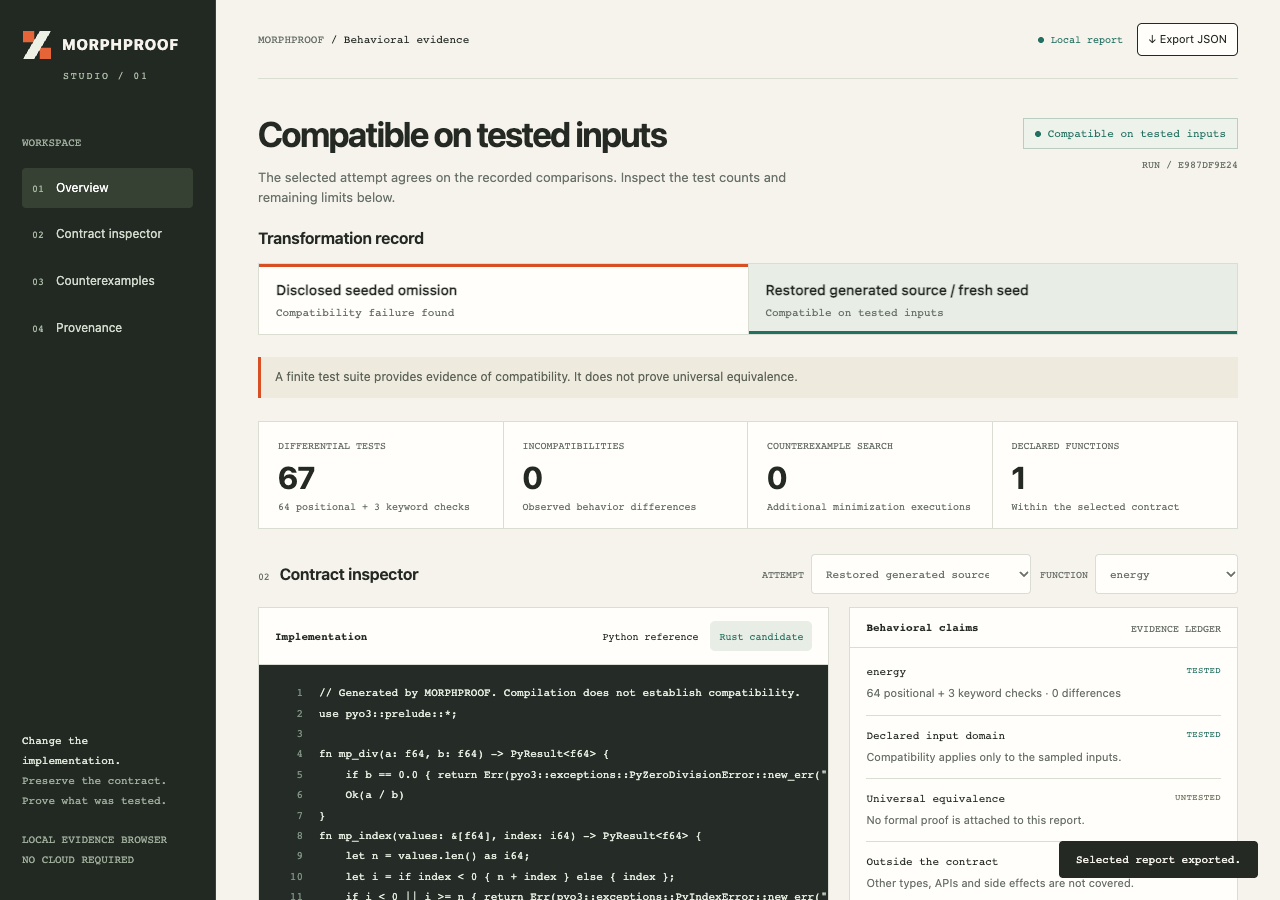 MORPHPROOF
STUDIO / 01
WORKSPACE
01 Overview
02 Contract inspector
03 Counterexamples
04 Provenance
Change the
implementation.
Preserve the contract.
Prove what was tested.
LOCAL EVIDENCE BROWSER
NO CLOUD REQUIRED
MORPHPROOF / Behavioral evidence
● Local report
↓ Export JSON
Compatible on tested inputs
● Compatible on tested inputs
RUN / E987DF9E24
The selected attempt agrees on the recorded comparisons. Inspect the test counts and
remaining limits below.
Transformation record
Disclosed seeded omission
Compatibility failure found
Restored generated source / fresh seed
Compatible on tested inputs
A finite test suite provides evidence of compatibility. It does not prove universal equivalence.
DIFFERENTIAL TESTS
67
64 positional + 3 keyword checks
INCOMPATIBILITIES
0
Observed behavior differences
COUNTEREXAMPLE SEARCH
0
Additional minimization executions
DECLARED FUNCTIONS
1
Within the selected contract
02 Contract inspector
ATTEMPT Restored generated source
FUNCTION energy
Implementation
Python reference
Rust candidate
1 // Generated by MORPHPROOF. Compilation does not establish compatibility.
2 use pyo3::prelude::*;
3
4 fn mp_div(a: f64, b: f64) -> PyResult<f64> {
5 if b == 0.0 { return Err(pyo3::exceptions::PyZeroDivisionError::new_err("
6 Ok(a / b)
7 }
8 fn mp_index(values: &[f64], index: i64) -> PyResult<f64> {
9 let n = values.len() as i64;
10 let i = if index < 0 { n + index } else { index };
11 if i < 0 || i >= n { return Err(pyo3::exceptions::PyIndexError::new_err("
Behavioral claims
EVIDENCE LEDGER
energy
TESTED
64 positional + 3 keyword checks · 0 differences
Declared input domain
TESTED
Compatibility applies only to the sampled inputs.
Universal equivalence
UNTESTED
No formal proof is attached to this report.
Outside the contract
Other types, APIs and side effects are not covered.
Selected report exported.